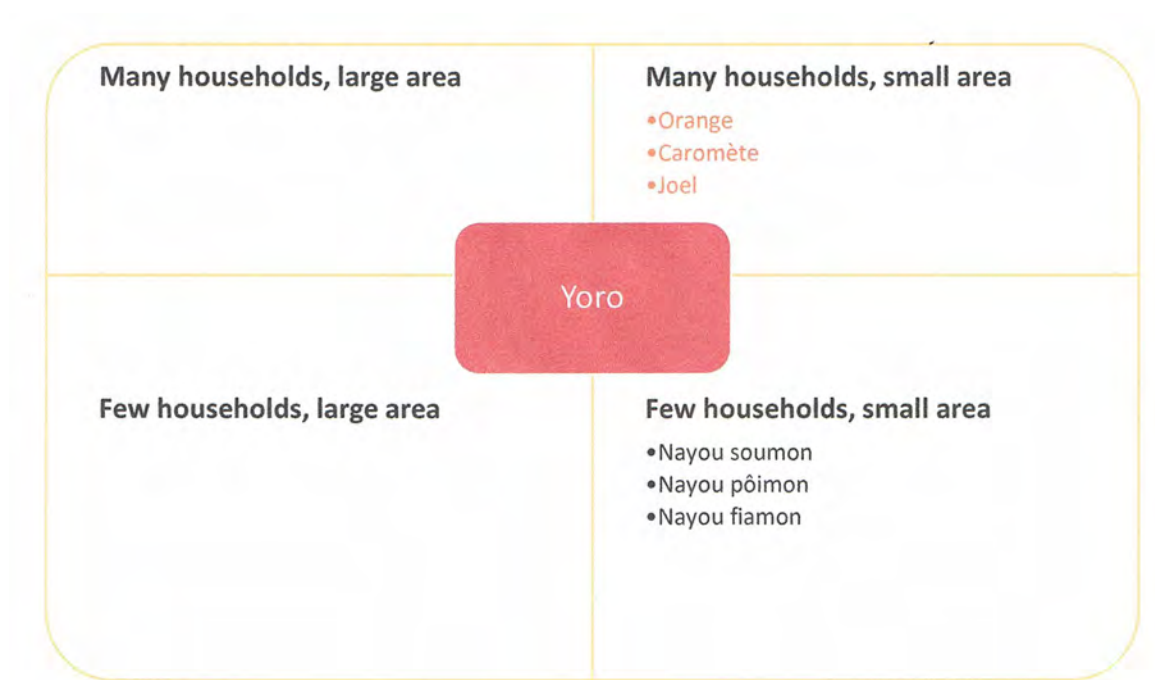 Many households, large area
Many households, small area
•Orange
•Caromète
•Joel
Yoro
Few households, large area
Few households, small area
•Nayou soumon
•Nayou pôimon
•Nayou fiamon